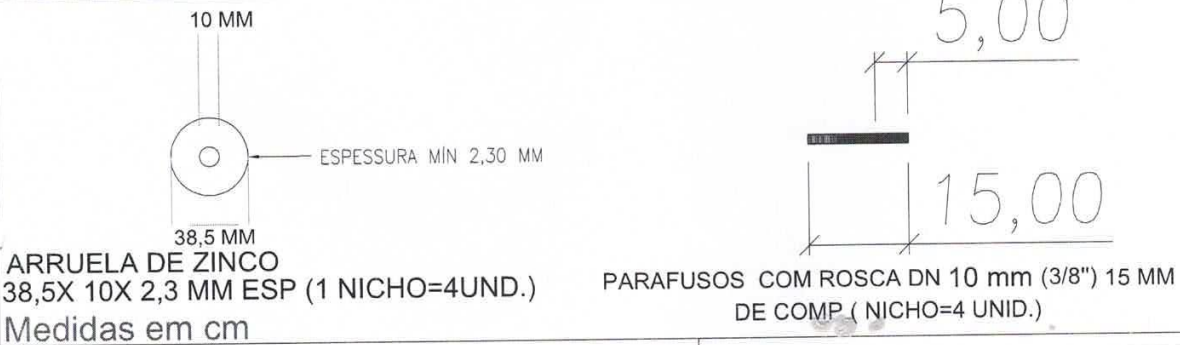 10 MM
5,00
ESPESSURA MÍN 2,30 MM
15,00
38,5 MM
ARRUELA DE ZINCO
38,5X 10X 2,3 MM ESP (1 NICHO=4UND.)
PARAFUSOS COM ROSCA DN 10 mm (3/8") 15 MM
DE COMP.( NICHO=4 UNID.)
Medidas em cm